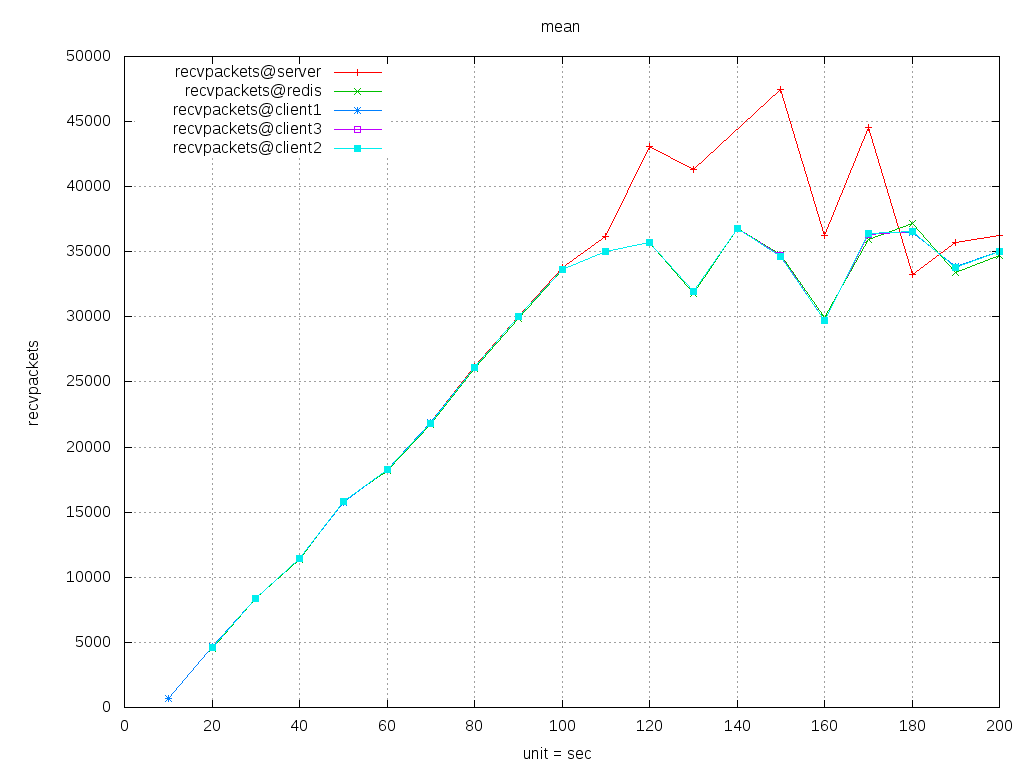 mean
50000
45000
40000
35000
30000
25000
20000
15000
10000
5000
0
recvpackets@server
recvpackets@redis
recvpackets@client1
recvpackets@client3
recvpackets@client2
recvpackets
0 20 40 60 80 100 120 140 160 180 200
unit = sec